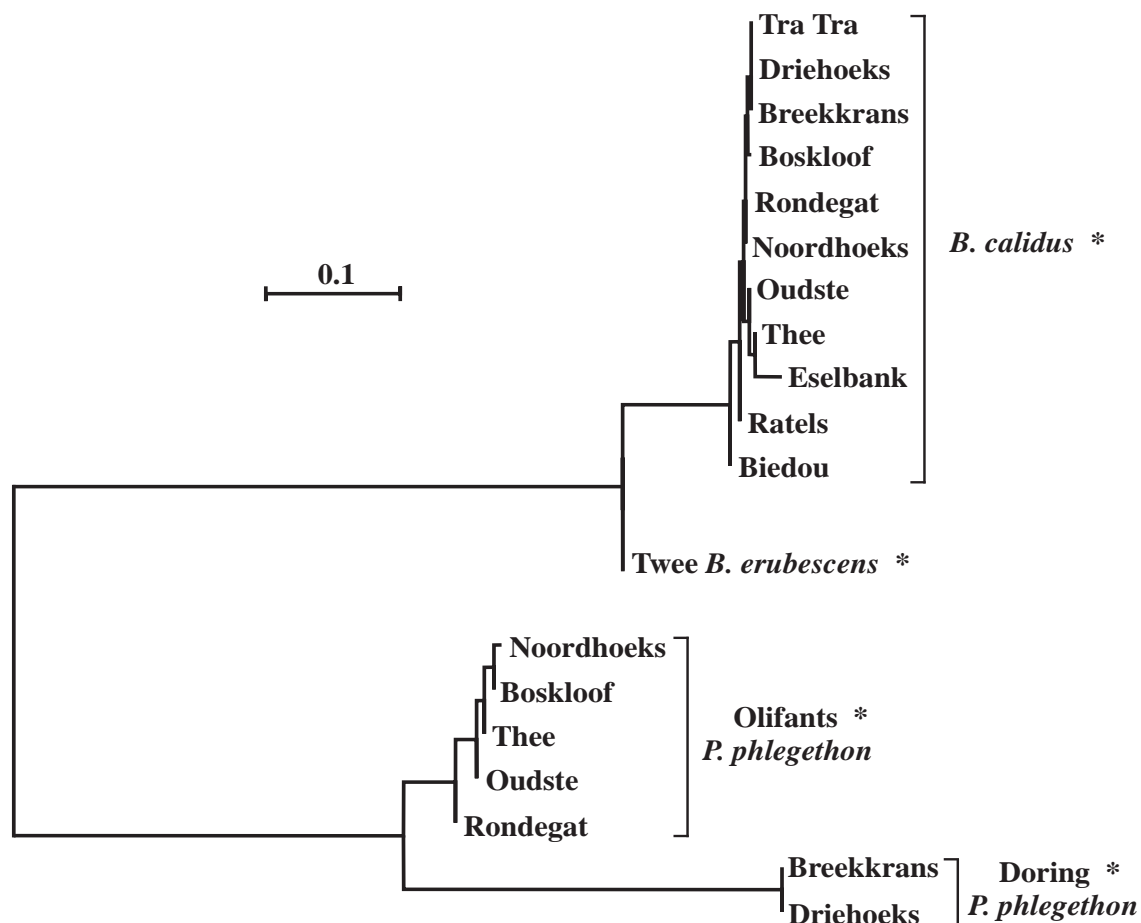 Tra Tra
Driehoeks
Breekkrans
Boskloof
Rondegat
Noordhoeks
B. calidus *
0.1
Oudste
Thee
Eselbank
Ratels
Biedou
Twee B. erubescens *
Noordhoeks
Boskloof
Thee
Oudste
Rondegat
Olifants *
P. phlegethon
Breekkrans
Driehoeks
Doring *
P. phlegethon